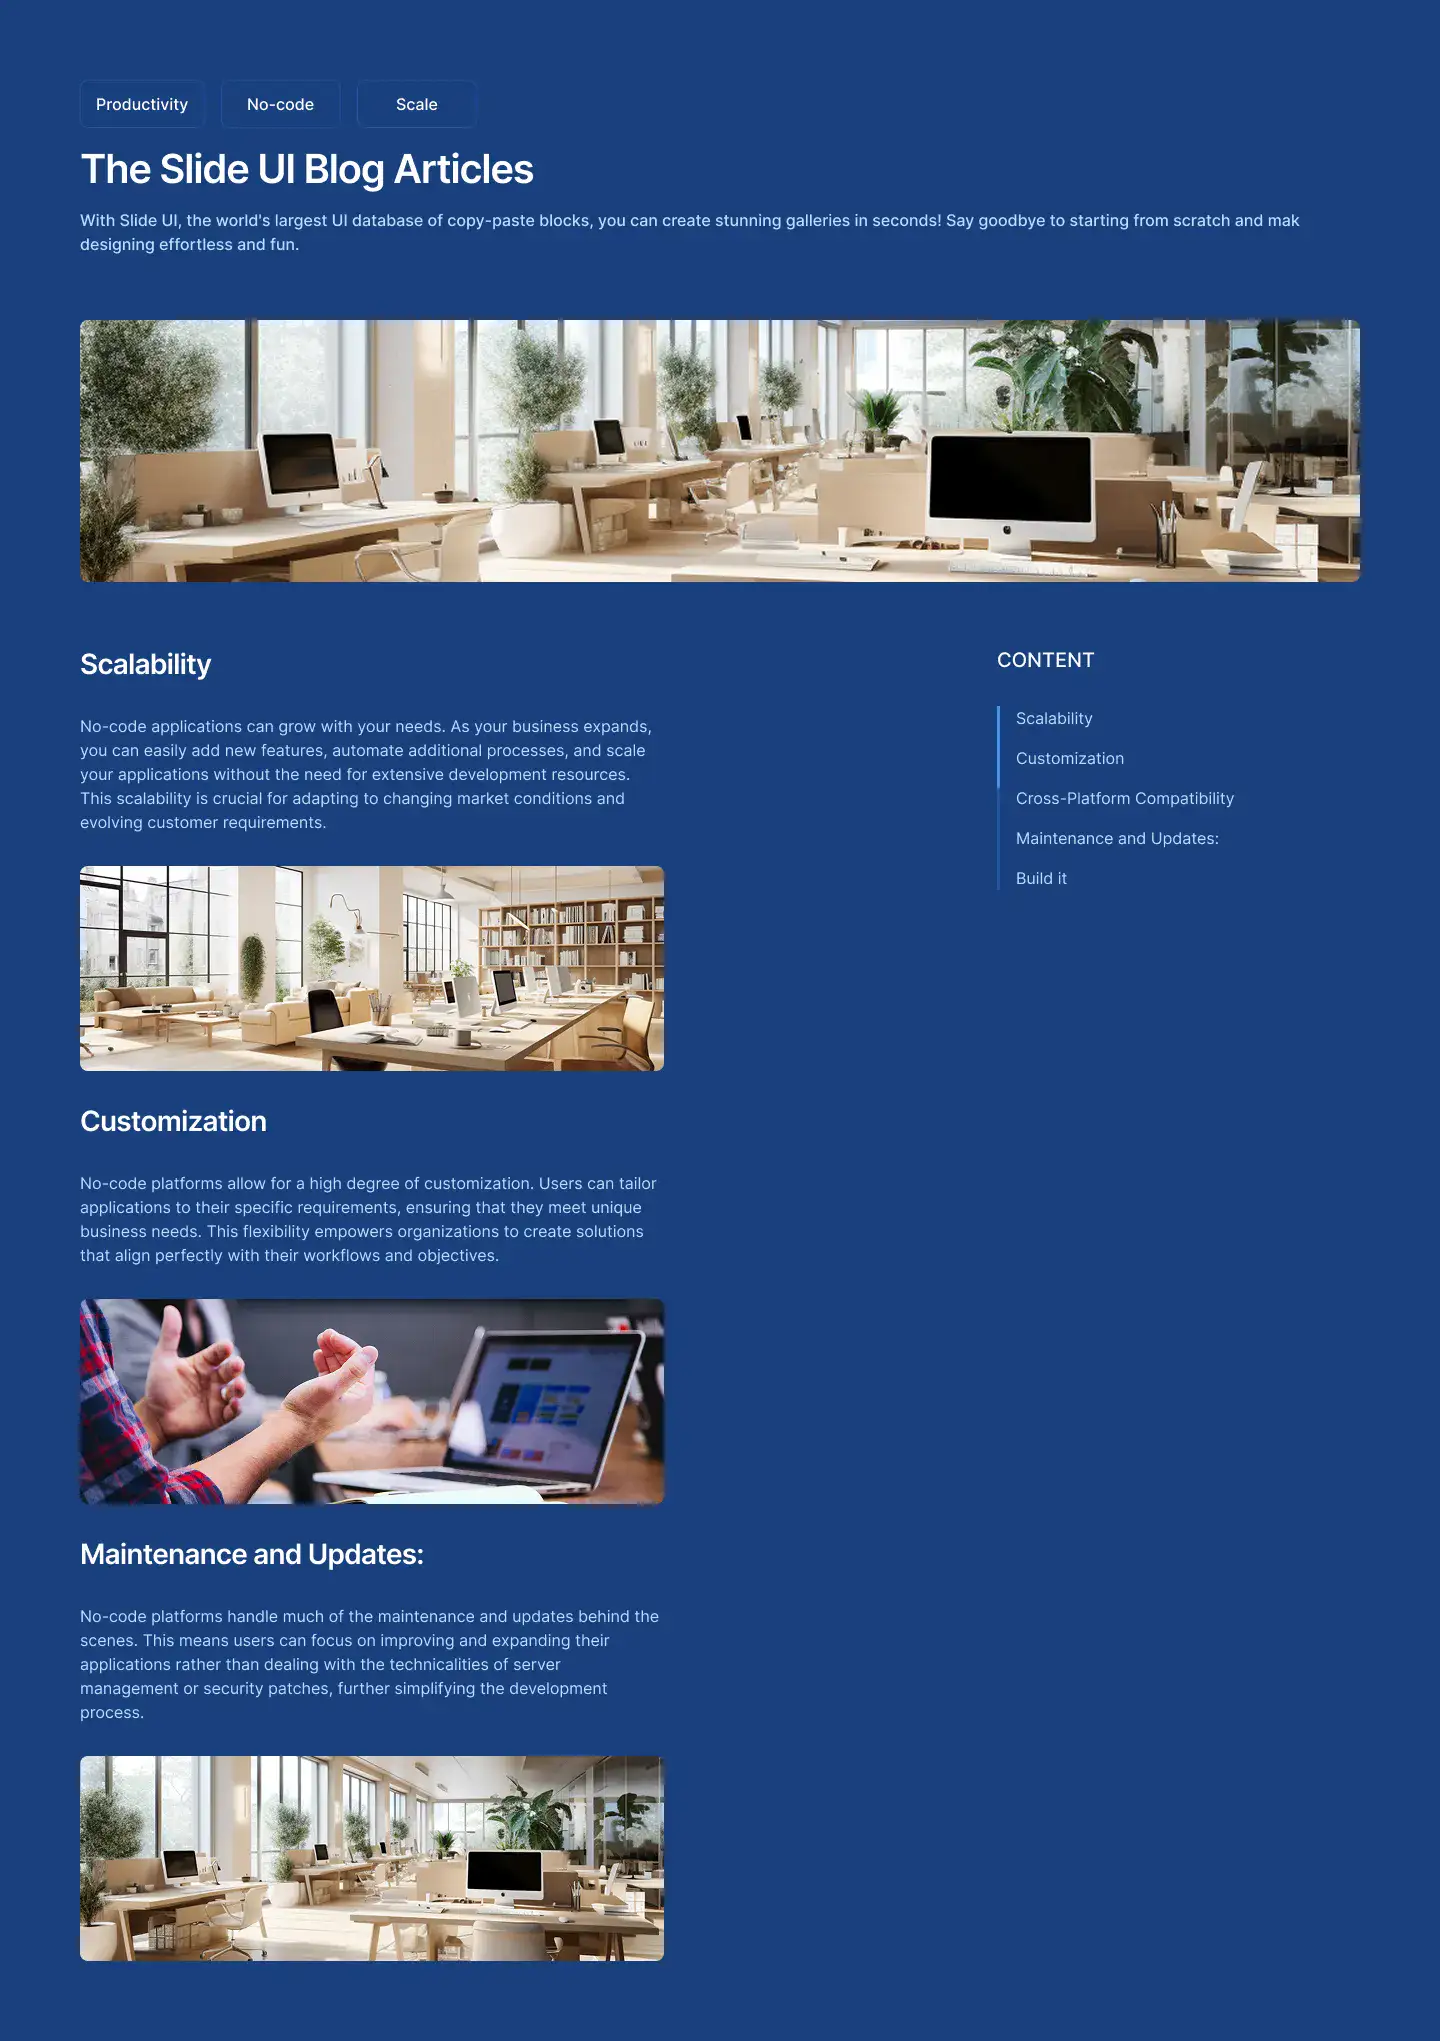 Productivity
No-code
Scale
The Slide UI Blog Articles
With Slide UI, the world's largest UI database of copy-paste blocks, you can create stunning galleries in seconds! Say goodbye to starting from scratch and mak
designing effortless and fun.
Scalability
No-code applications can grow with your needs. As your business expands,
you can easily add new features, automate additional processes, and scale
your applications without the need for extensive development resources.
This scalability is crucial for adapting to changing market conditions and
evolving customer requirements.
Customization
No-code platforms allow for a high degree of customization. Users can tailor
applications to their specific requirements, ensuring that they meet unique
business needs. This flexibility empowers organizations to create solutions
that align perfectly with their workflows and objectives.
Maintenance and Updates:
No-code platforms handle much of the maintenance and updates behind the
scenes. This means users can focus on improving and expanding their
applications rather than dealing with the technicalities of server
management or security patches, further simplifying the development
process.
CONTENT
Scalability
Customization
Cross-Platform Compatibility
Maintenance and Updates:
Build it